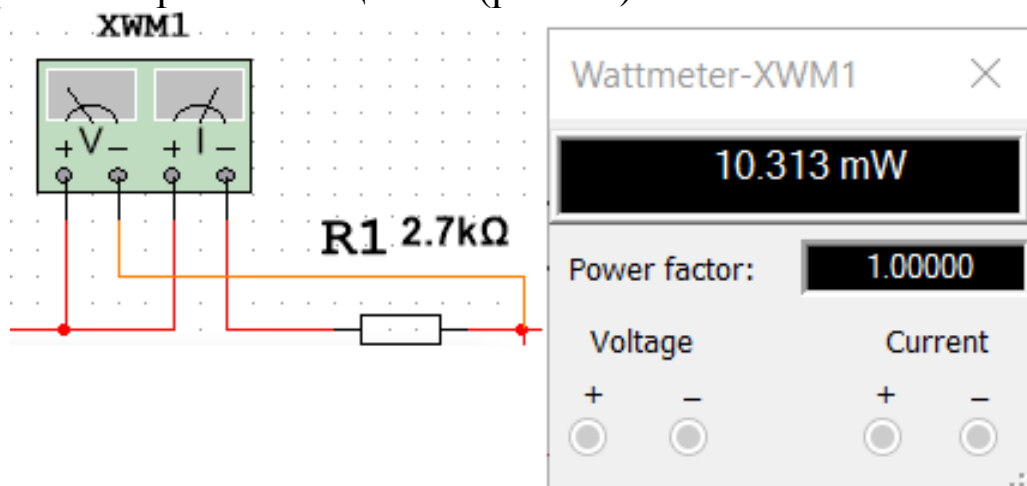 XWM1
+ V − + I −
R1 2.7kΩ
Wattmeter-XWM1
10.313 mW
Power factor: 1.00000
Voltage Current
+ − + −